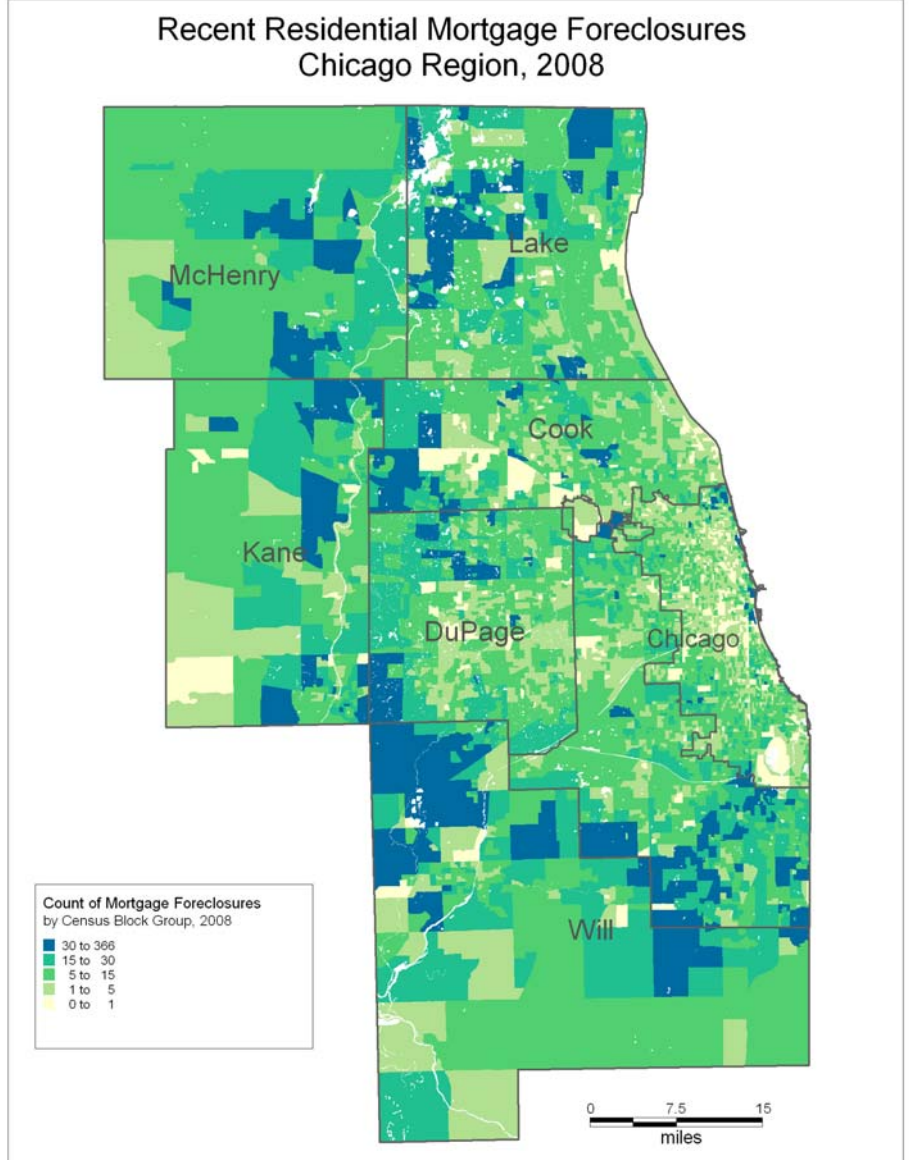 Recent Residential Mortgage Foreclosures
Chicago Region, 2008
Lake
McHenry
Cook
Kane
DuPage
Chicago
Will
Count of Mortgage Foreclosures
by Census Block Group, 2008
30 to 366
15 to 30
5 to 15
1 to 5
0 to 1
0 7.5 15
miles